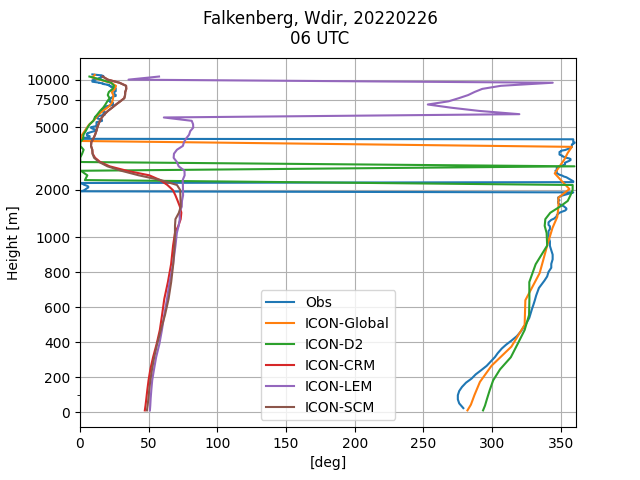 Falkenberg, Wdir, 20220226
06 UTC
10000
7500
5000
2000
1000
800
600
400
200
0
Height [m]
Obs
ICON-Global
ICON-D2
ICON-CRM
ICON-LEM
ICON-SCM
0 50 100 150 200 250 300 350
[deg]